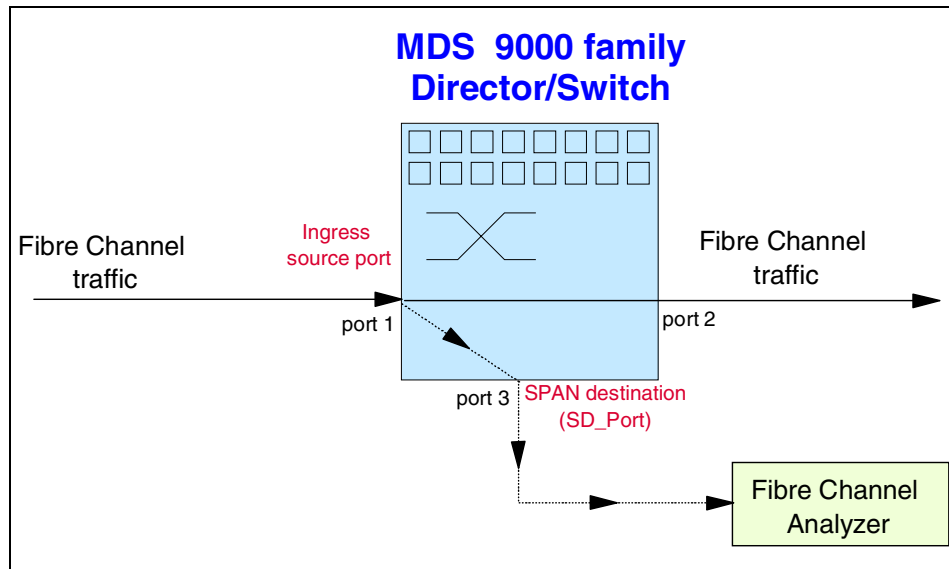 MDS 9000 family
Director/Switch
Ingress
source port
Fibre Channel
traffic
Fibre Channel
traffic
port 1
port 2
port 3
SPAN destination
(SD_Port)
Fibre Channel
Analyzer